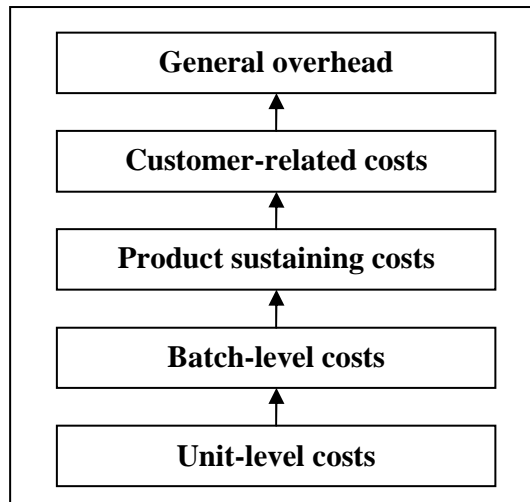 General overhead
Customer-related costs
Product sustaining costs
Batch-level costs
Unit-level costs